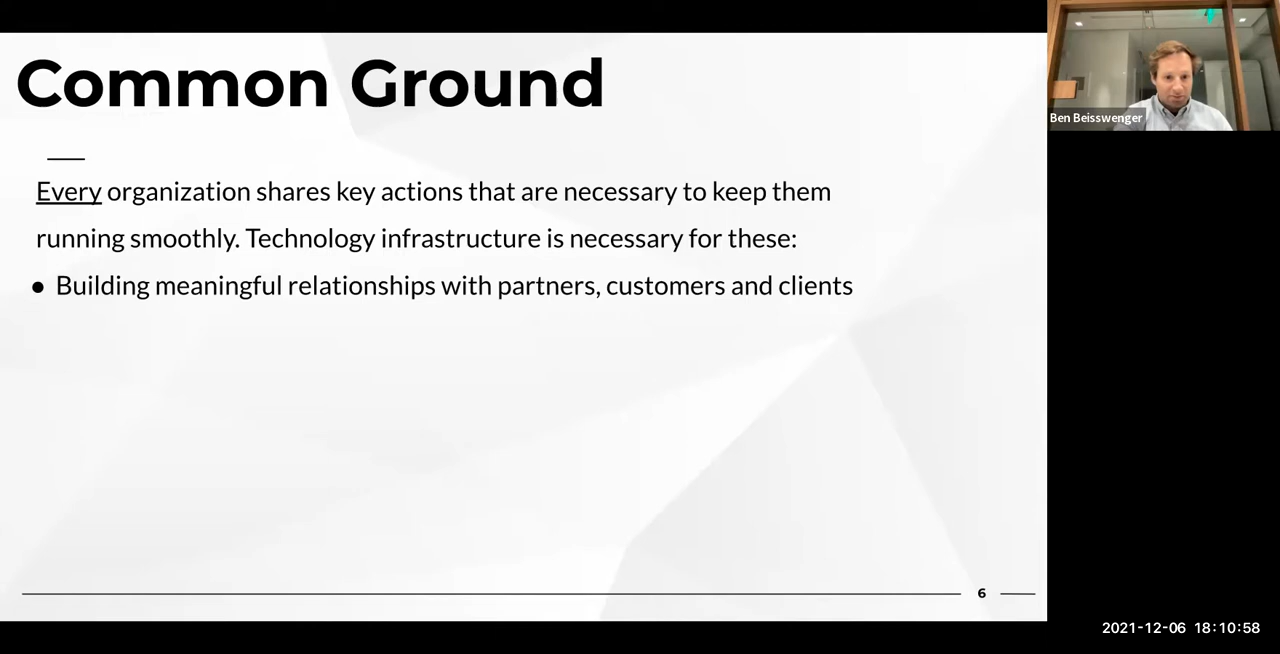 Common Ground
Every organization shares key actions that are necessary to keep them
running smoothly. Technology infrastructure is necessary for these:
● Building meaningful relationships with partners, customers and clients
6
Ben Beisswenger
2021-12-06 18:10:58